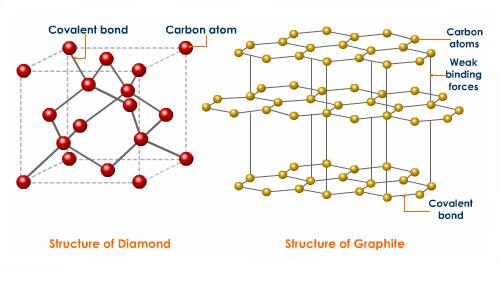 Covalent bond
Carbon atom
Carbon
atoms
Weak
binding
forces
Covalent
bond
Structure of Diamond
Structure of Graphite